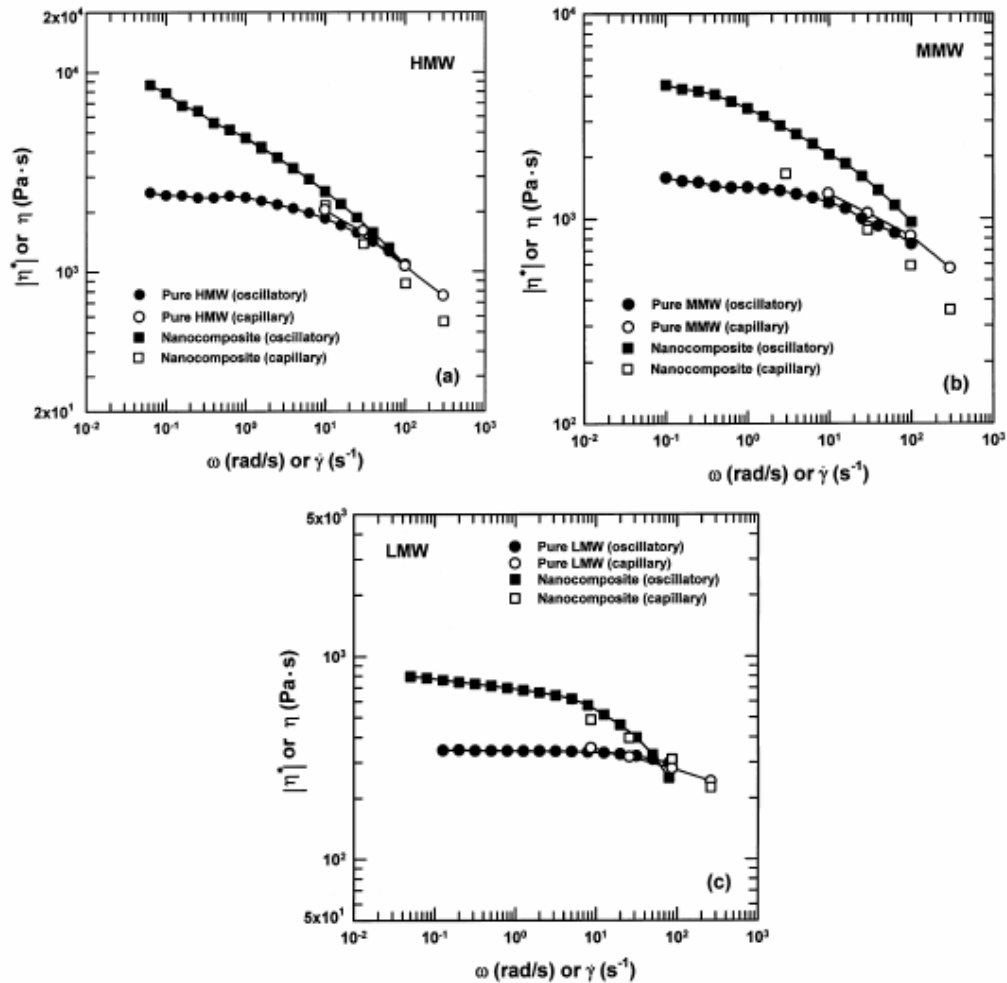 2x10⁴
HMW
10⁴
|η*| or η (Pa·s)
10³
Pure HMW (oscillatory)
Pure HMW (capillary)
Nanocomposite (oscillatory)
Nanocomposite (capillary)
(a)
2x10¹
10⁻² 10⁻¹ 10⁰ 10¹ 10² 10³
ω (rad/s) or γ̇ (s⁻¹)
10⁴
MMW
|η*| or η (Pa·s)
10³
Pure MMW (oscillatory)
Pure MMW (capillary)
Nanocomposite (oscillatory)
Nanocomposite (capillary)
(b)
10²
10⁻² 10⁻¹ 10⁰ 10¹ 10² 10³
ω (rad/s) or γ̇ (s⁻¹)
5x10³
LMW
Pure LMW (oscillatory)
Pure LMW (capillary)
Nanocomposite (oscillatory)
Nanocomposite (capillary)
10³
|η*| or η (Pa·s)
10²
(c)
5x10¹
10⁻² 10⁻¹ 10⁰ 10¹ 10² 10³
ω (rad/s) or γ̇ (s⁻¹)